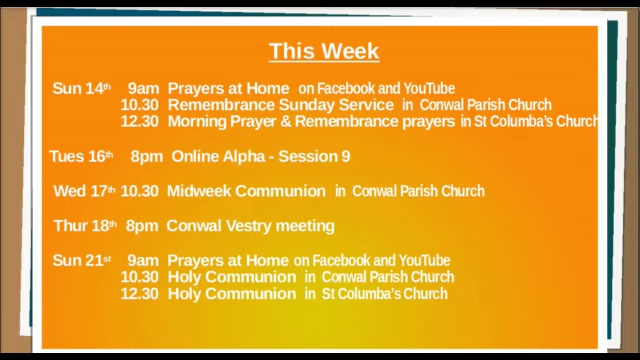 This Week
Sun 14th 9am Prayers at Home on Facebook and YouTube
10.30 Remembrance Sunday Service in Conwal Parish Church
12.30 Morning Prayer & Remembrance prayers in St Columba's Church
Tues 16th 8pm Online Alpha - Session 9
Wed 17th 10.30 Midweek Communion in Conwal Parish Church
Thur 18th 8pm Conwal Vestry meeting
Sun 21st 9am Prayers at Home on Facebook and YouTube
10.30 Holy Communion in Conwal Parish Church
12.30 Holy Communion in St Columba's Church